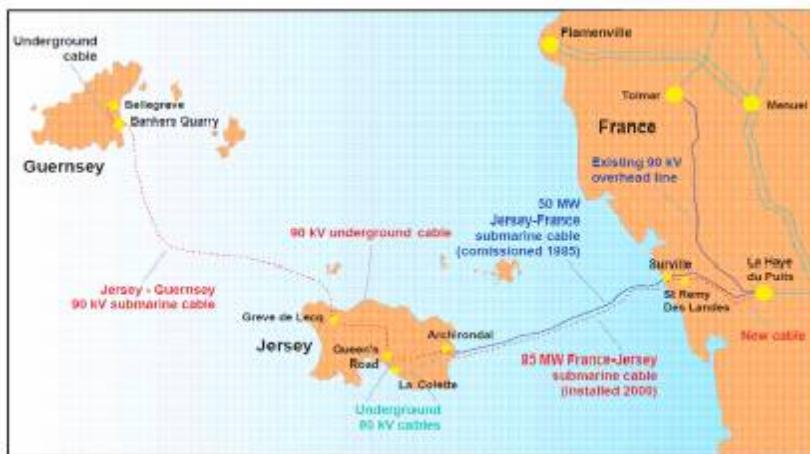 Underground
cable
Bellegreve
Bankers Quarry
Guernsey
Flamanville
Tolmer
Menuel
France
Existing 90 kV
overhead line
50 MW
Jersey-France
submarine cable
(comissioned 1985)
90 kV underground cable
Jersey - Guernsey
90 kV submarine cable
Surville
La Haye
du Puits
St Remy
Des Landes
New cable
Greve de Lecq
Archirondal
Jersey
Queen's
Road
La Colette
Underground
90 kV cables
85 MW France-Jersey
submarine cable
(installed 2000)